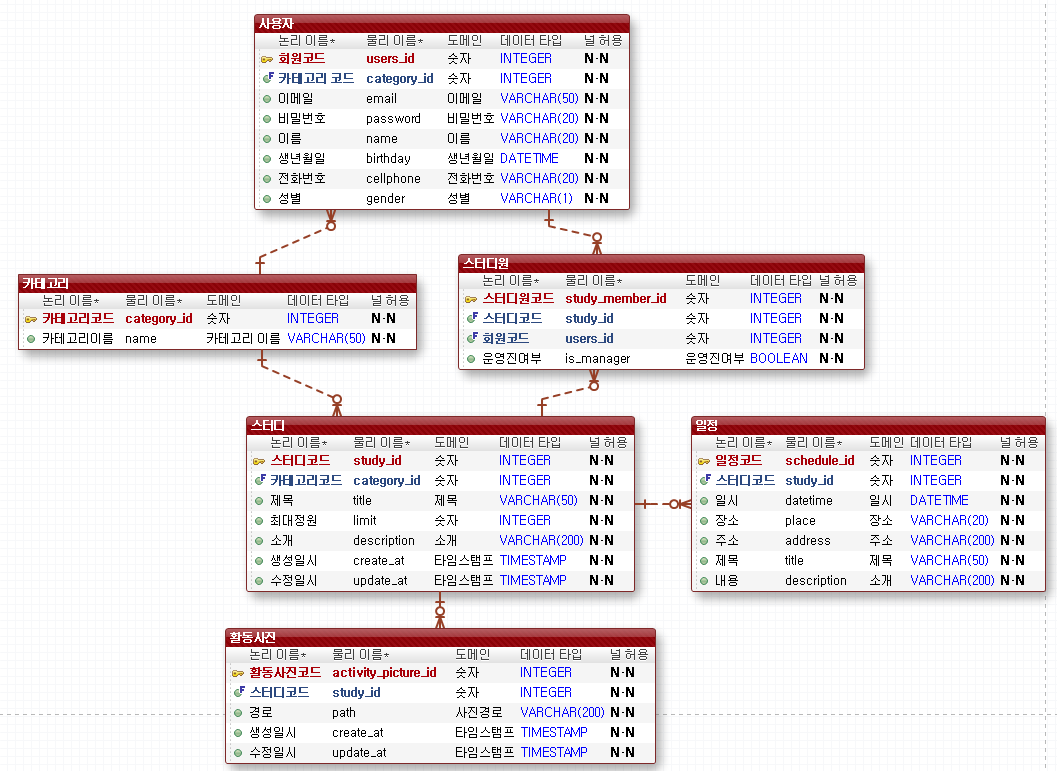 사용자
논리 이름* 물리 이름* 도메인 데이터 타입 널 허용
회원코드 users_id 숫자 INTEGER N·N
카테고리 코드 category_id 숫자 INTEGER N·N
이메일 email 이메일 VARCHAR(50) N·N
비밀번호 password 비밀번호 VARCHAR(20) N·N
이름 name 이름 VARCHAR(20) N·N
생년월일 birthday 생년월일 DATETIME N·N
전화번호 cellphone 전화번호 VARCHAR(20) N·N
성별 gender 성별 VARCHAR(1) N·N
카테고리
논리 이름* 물리 이름* 도메인 데이터 타입 널 허용
카테고리코드 category_id 숫자 INTEGER N·N
카테고리이름 name 카테고리 이름 VARCHAR(50) N·N
스터디원
논리 이름* 물리 이름* 도메인 데이터 타입 널 허용
스터디원코드 study_member_id 숫자 INTEGER N·N
스터디코드 study_id 숫자 INTEGER N·N
회원코드 users_id 숫자 INTEGER N·N
운영진여부 is_manager 운영진여부 BOOLEAN N·N
스터디
논리 이름* 물리 이름* 도메인 데이터 타입 널 허용
스터디코드 study_id 숫자 INTEGER N·N
카테고리코드 category_id 숫자 INTEGER N·N
제목 title 제목 VARCHAR(50) N·N
최대정원 limit 숫자 INTEGER N·N
소개 description 소개 VARCHAR(200) N·N
생성일시 create_at 타임스탬프 TIMESTAMP N·N
수정일시 update_at 타임스탬프 TIMESTAMP N·N
일정
논리 이름* 물리 이름* 도메인 데이터 타입 널 허용
일정코드 schedule_id 숫자 INTEGER N·N
스터디코드 study_id 숫자 INTEGER N·N
일시 datetime 일시 DATETIME N·N
장소 place 장소 VARCHAR(20) N·N
주소 address 주소 VARCHAR(200) N·N
제목 title 제목 VARCHAR(50) N·N
내용 description 소개 VARCHAR(200) N·N
활동사진
논리 이름* 물리 이름* 도메인 데이터 타입 널 허용
활동사진코드 activity_picture_id 숫자 INTEGER N·N
스터디코드 study_id 숫자 INTEGER N·N
경로 path 사진경로 VARCHAR(200) N·N
생성일시 create_at 타임스탬프 TIMESTAMP N·N
수정일시 update_at 타임스탬프 TIMESTAMP N·N